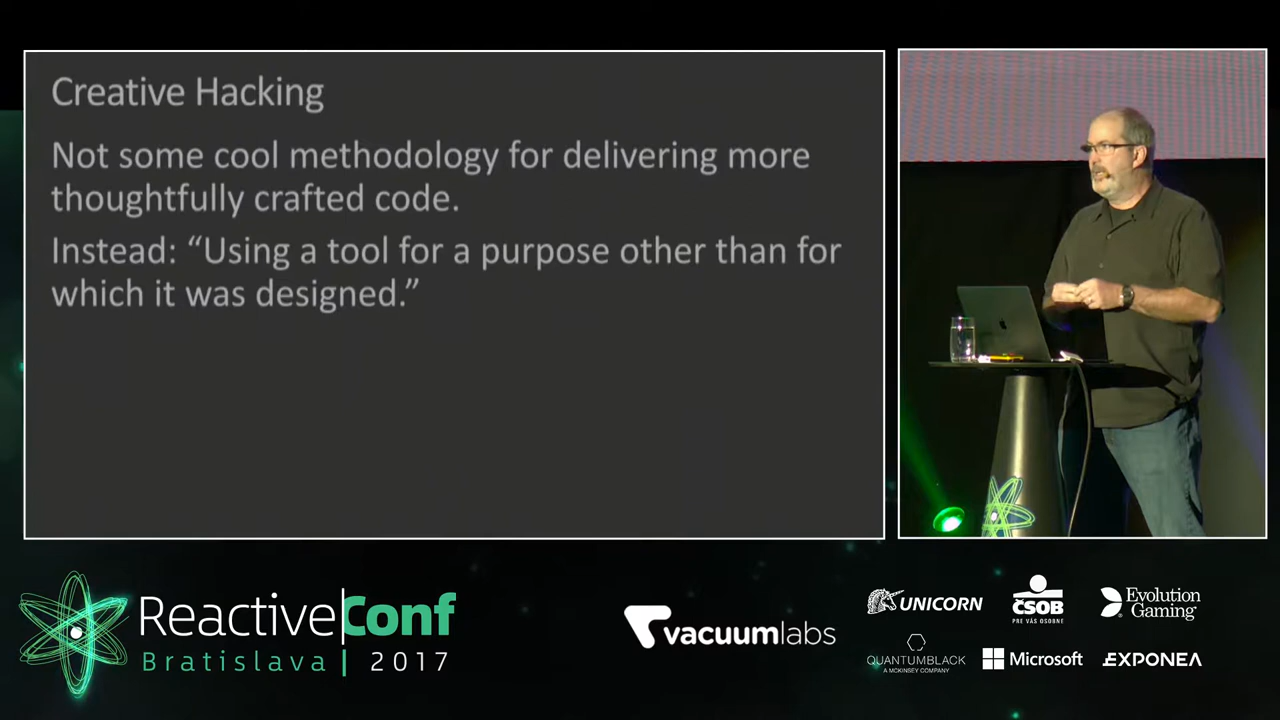 Creative Hacking
Not some cool methodology for delivering more
thoughtfully crafted code.
Instead: “Using a tool for a purpose other than for
which it was designed.”
ReactiveConf
Bratislava | 2017
vacuumlabs
UNICORN
ČSOB
PRE VÁS OSOBNE
Evolution
Gaming
QUANTUMBLACK
A MCKINSEY COMPANY
Microsoft
EXPONEA